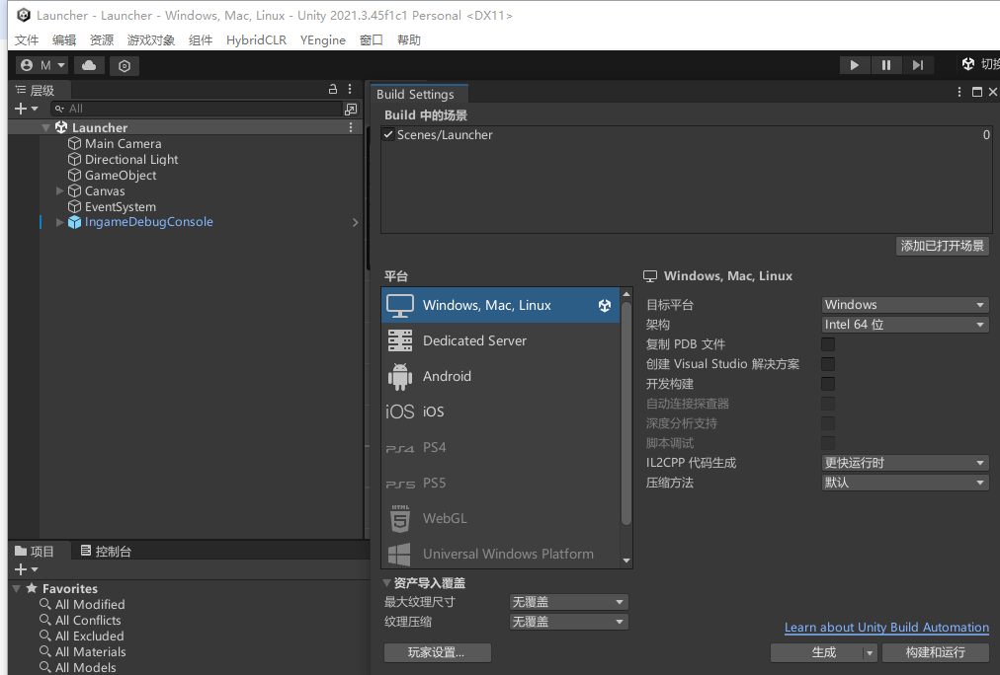 Launcher - Launcher - Windows, Mac, Linux - Unity 2021.3.45f1c1 Personal <DX11>
文件 编辑 资源 游戏对象 组件 HybridCLR YEngine 窗口 帮助
M
切换
层级
All
Launcher
Main Camera
Directional Light
GameObject
Canvas
EventSystem
IngameDebugConsole
Build Settings
Build 中的场景
Scenes/Launcher 0
添加已打开场景
平台
Windows, Mac, Linux
Dedicated Server
Android
iOS iOS
PS4 PS4
PS5 PS5
HTML 5 WebGL
Universal Windows Platform
Windows, Mac, Linux
目标平台 Windows
架构 Intel 64 位
复制 PDB 文件
创建 Visual Studio 解决方案
开发构建
自动连接探查器
深度分析支持
脚本调试
IL2CPP 代码生成 更快运行时
压缩方法 默认
资产导入覆盖
最大纹理尺寸 无覆盖
纹理压缩 无覆盖
Learn about Unity Build Automation
玩家设置... 生成 构建和运行
项目 控制台
Favorites
All Modified
All Conflicts
All Excluded
All Materials
All Models